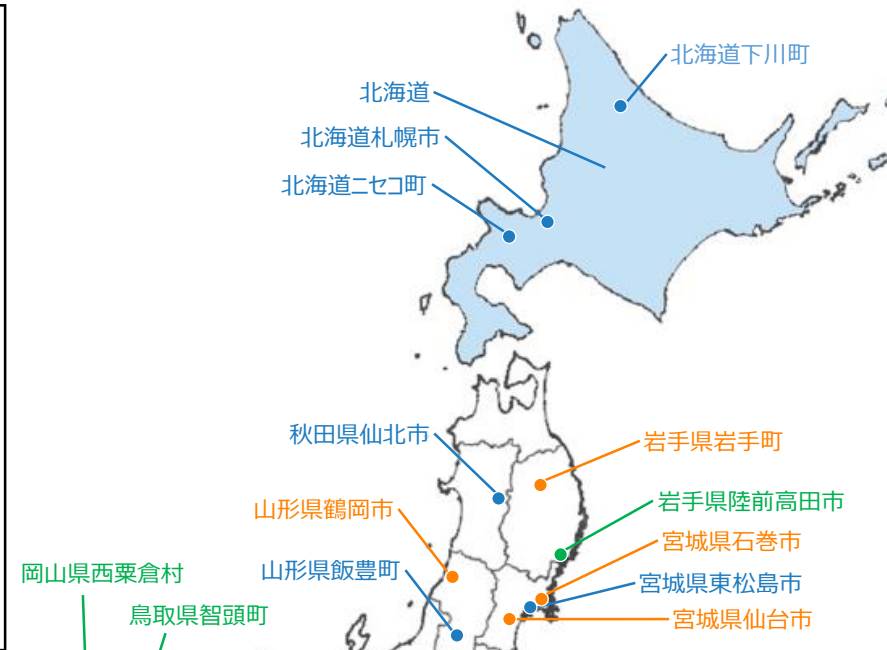 北海道下川町
北海道
北海道札幌市
北海道ニセコ町
秋田県仙北市
岩手県岩手町
岩手県陸前高田市
山形県鶴岡市
宮城県石巻市
山形県飯豊町
宮城県東松島市
宮城県仙台市
岡山県西粟倉村
鳥取県智頭町